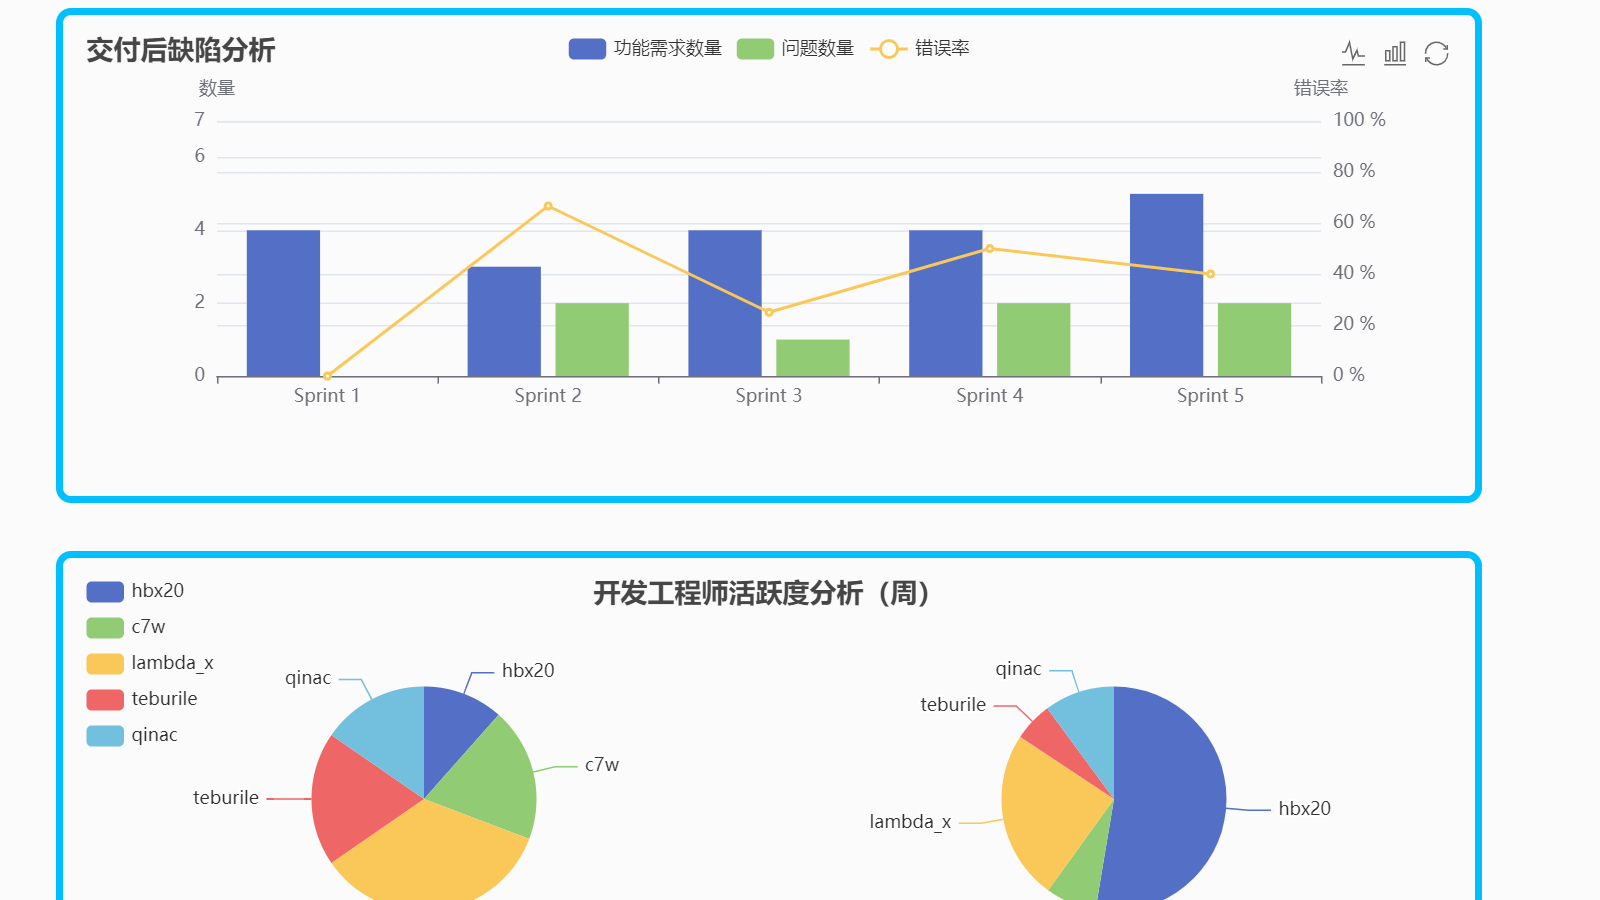 交付后缺陷分析
功能需求数量 问题数量 错误率
数量 错误率
7 100 %
6
80 %
60 %
4
40 %
2
20 %
0 0 %
Sprint 1 Sprint 2 Sprint 3 Sprint 4 Sprint 5
开发工程师活跃度分析（周）
hbx20
c7w
lambda_x
teburile
qinac
qinac hbx20
c7w
teburile
qinac
teburile
lambda_x
hbx20